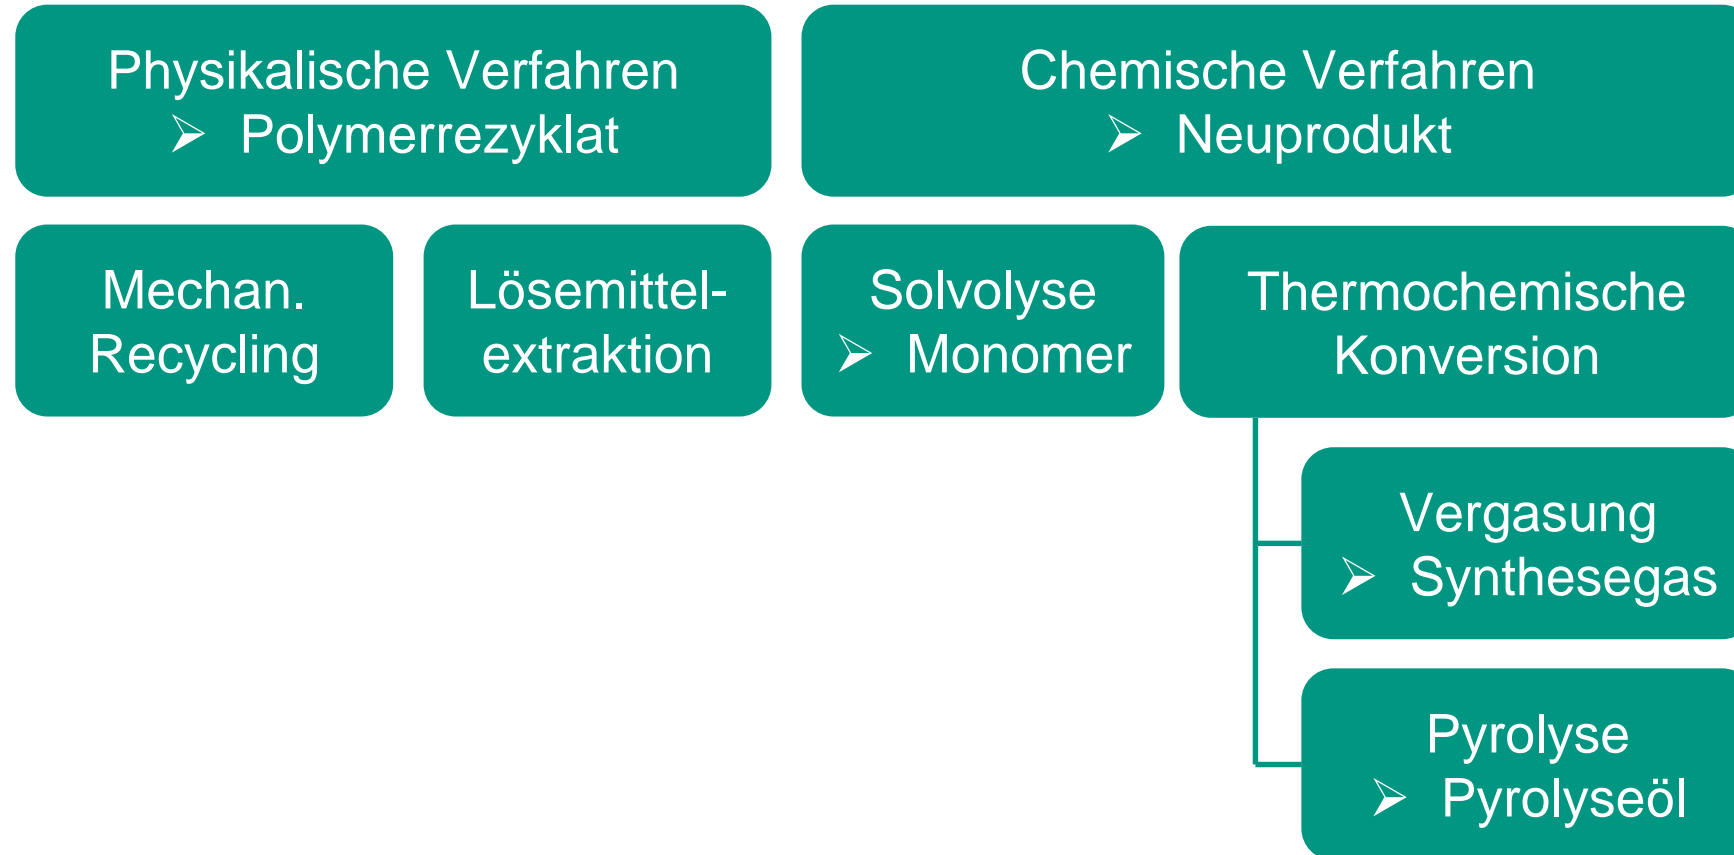 Physikalische Verfahren
➢ Polymerrezyklat
Chemische Verfahren
➢ Neuprodukt
Mechan.
Recycling
Lösemittel-
extraktion
Solvolyse
➢ Monomer
Thermochemische
Konversion
Vergasung
➢ Synthesegas
Pyrolyse
➢ Pyrolyseöl